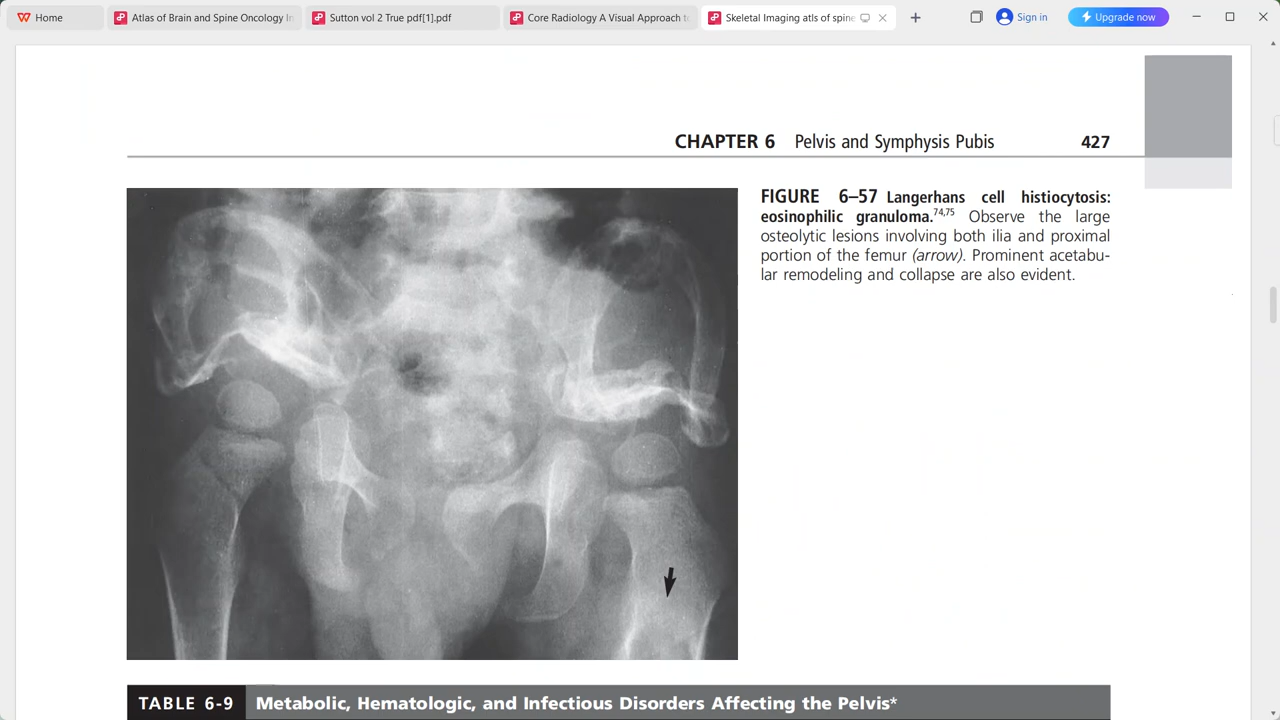 Home
Atlas of Brain and Spine Oncology I
Sutton vol 2 True pdf[1].pdf
Core Radiology A Visual Approach t
Skeletal Imaging atls of spine
Sign in
Upgrade now
CHAPTER 6 Pelvis and Symphysis Pubis 427
FIGURE 6–57 Langerhans cell histiocytosis:
eosinophilic granuloma.74,75 Observe the large
osteolytic lesions involving both ilia and proximal
portion of the femur (arrow). Prominent acetabu-
lar remodeling and collapse are also evident.
TABLE 6-9 Metabolic, Hematologic, and Infectious Disorders Affecting the Pelvis*